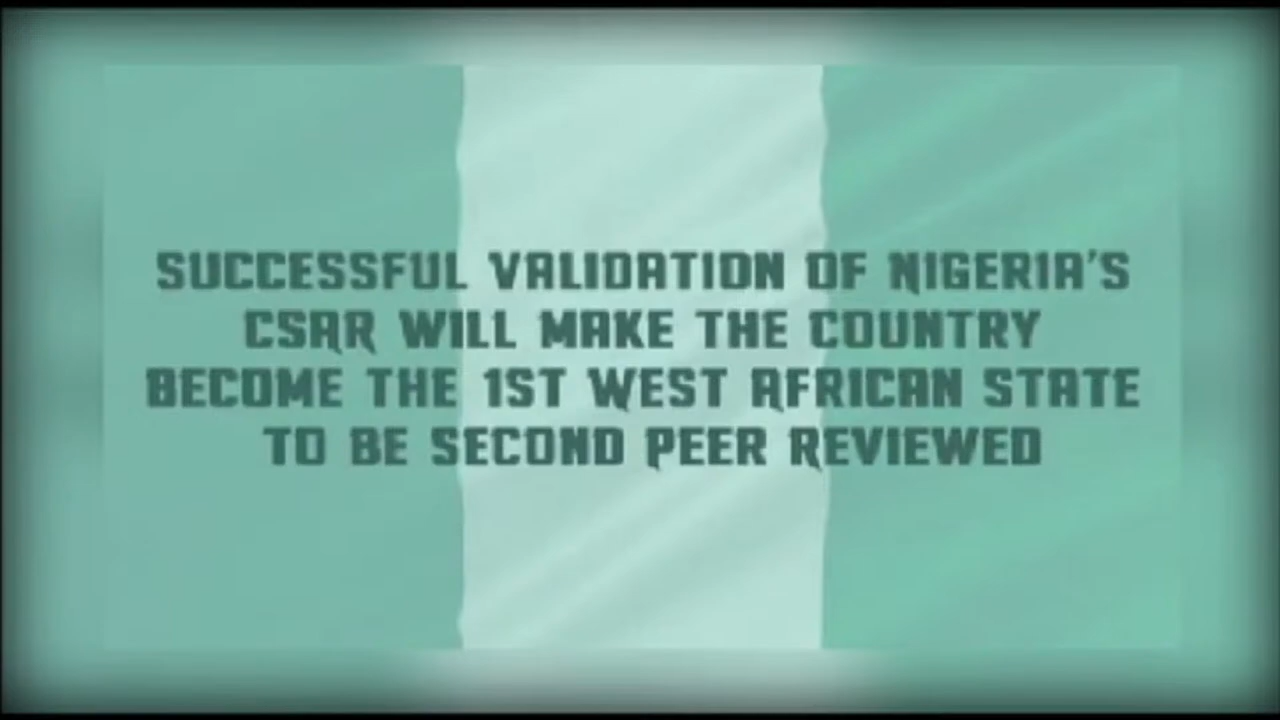 SUCCESSFUL VALIDATION OF NIGERIA'S
CSAR WILL MAKE THE COUNTRY
BECOME THE 1ST WEST AFRICAN STATE
TO BE SECOND PEER REVIEWED